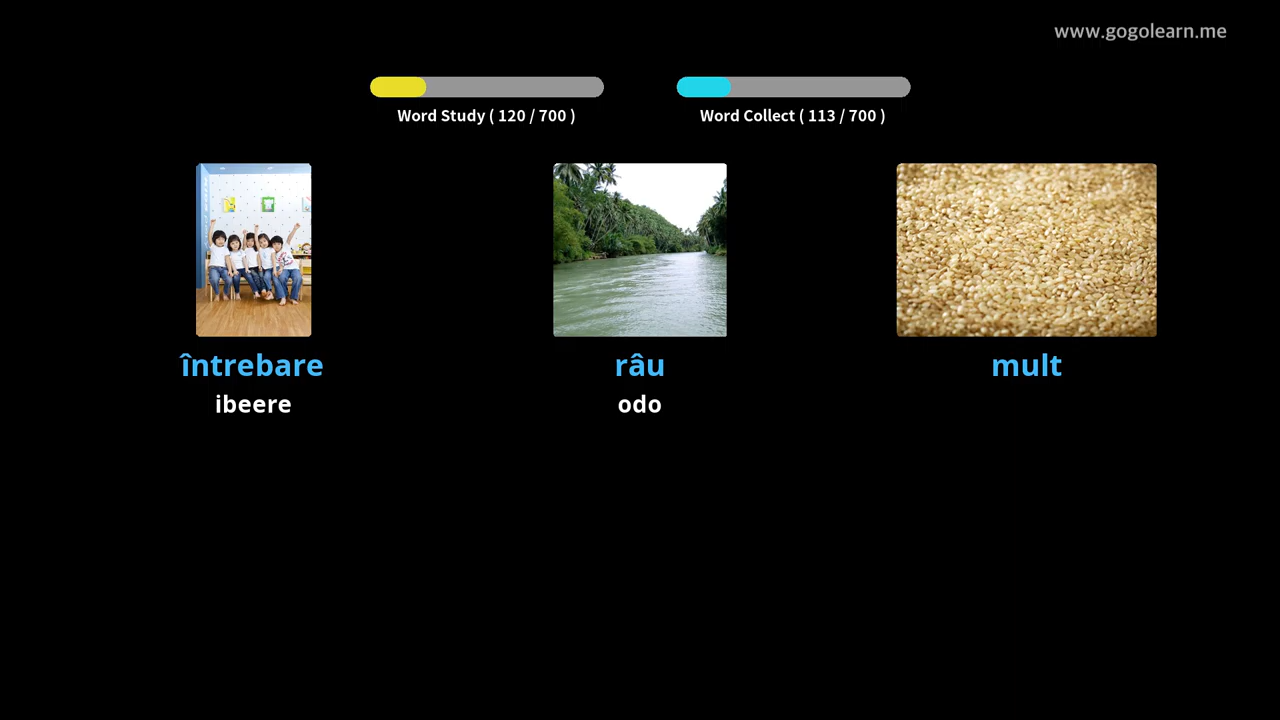 www.gogolearn.me
Word Study ( 120 / 700 )
Word Collect ( 113 / 700 )
întrebare
ibeere
râu
odo
mult